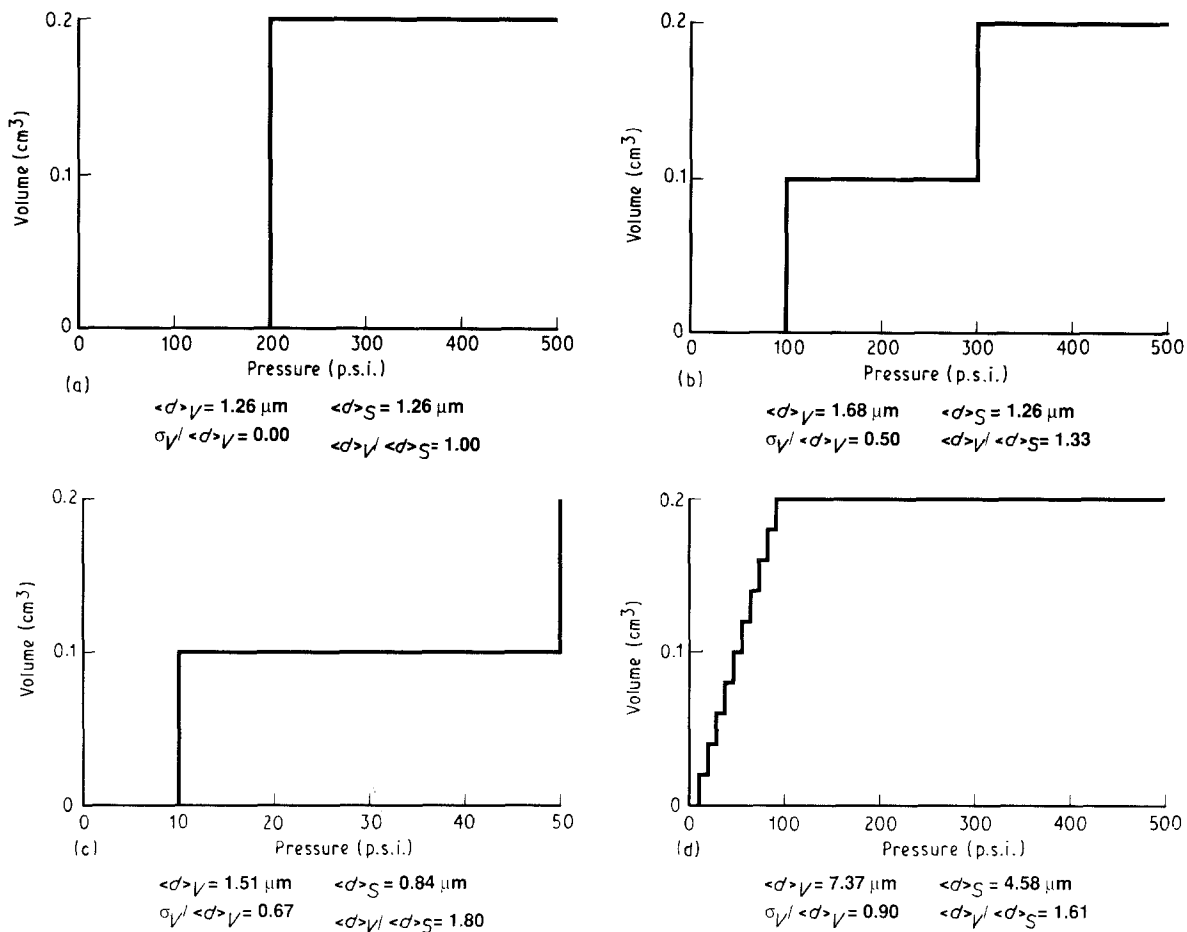 0.2
0.1
0
Volume (cm³)
0 100 200 300 400 500
Pressure (p.s.i.)
(a)
<d>V = 1.26 μm <d>S = 1.26 μm
σV/ <d>V = 0.00 <d>V/ <d>S = 1.00
0.2
0.1
0
Volume (cm³)
0 100 200 300 400 500
Pressure (p.s.i.)
(b)
<d>V = 1.68 μm <d>S = 1.26 μm
σV/ <d>V = 0.50 <d>V/ <d>S = 1.33
0.2
0.1
0
Volume (cm³)
0 10 20 30 40 50
Pressure (p.s.i.)
(c)
<d>V = 1.51 μm <d>S = 0.84 μm
σV/ <d>V = 0.67 <d>V/ <d>S = 1.80
0.2
0.1
0
Volume (cm³)
0 100 200 300 400 500
Pressure (p.s.i.)
(d)
<d>V = 7.37 μm <d>S = 4.58 μm
σV/ <d>V = 0.90 <d>V/ <d>S = 1.61